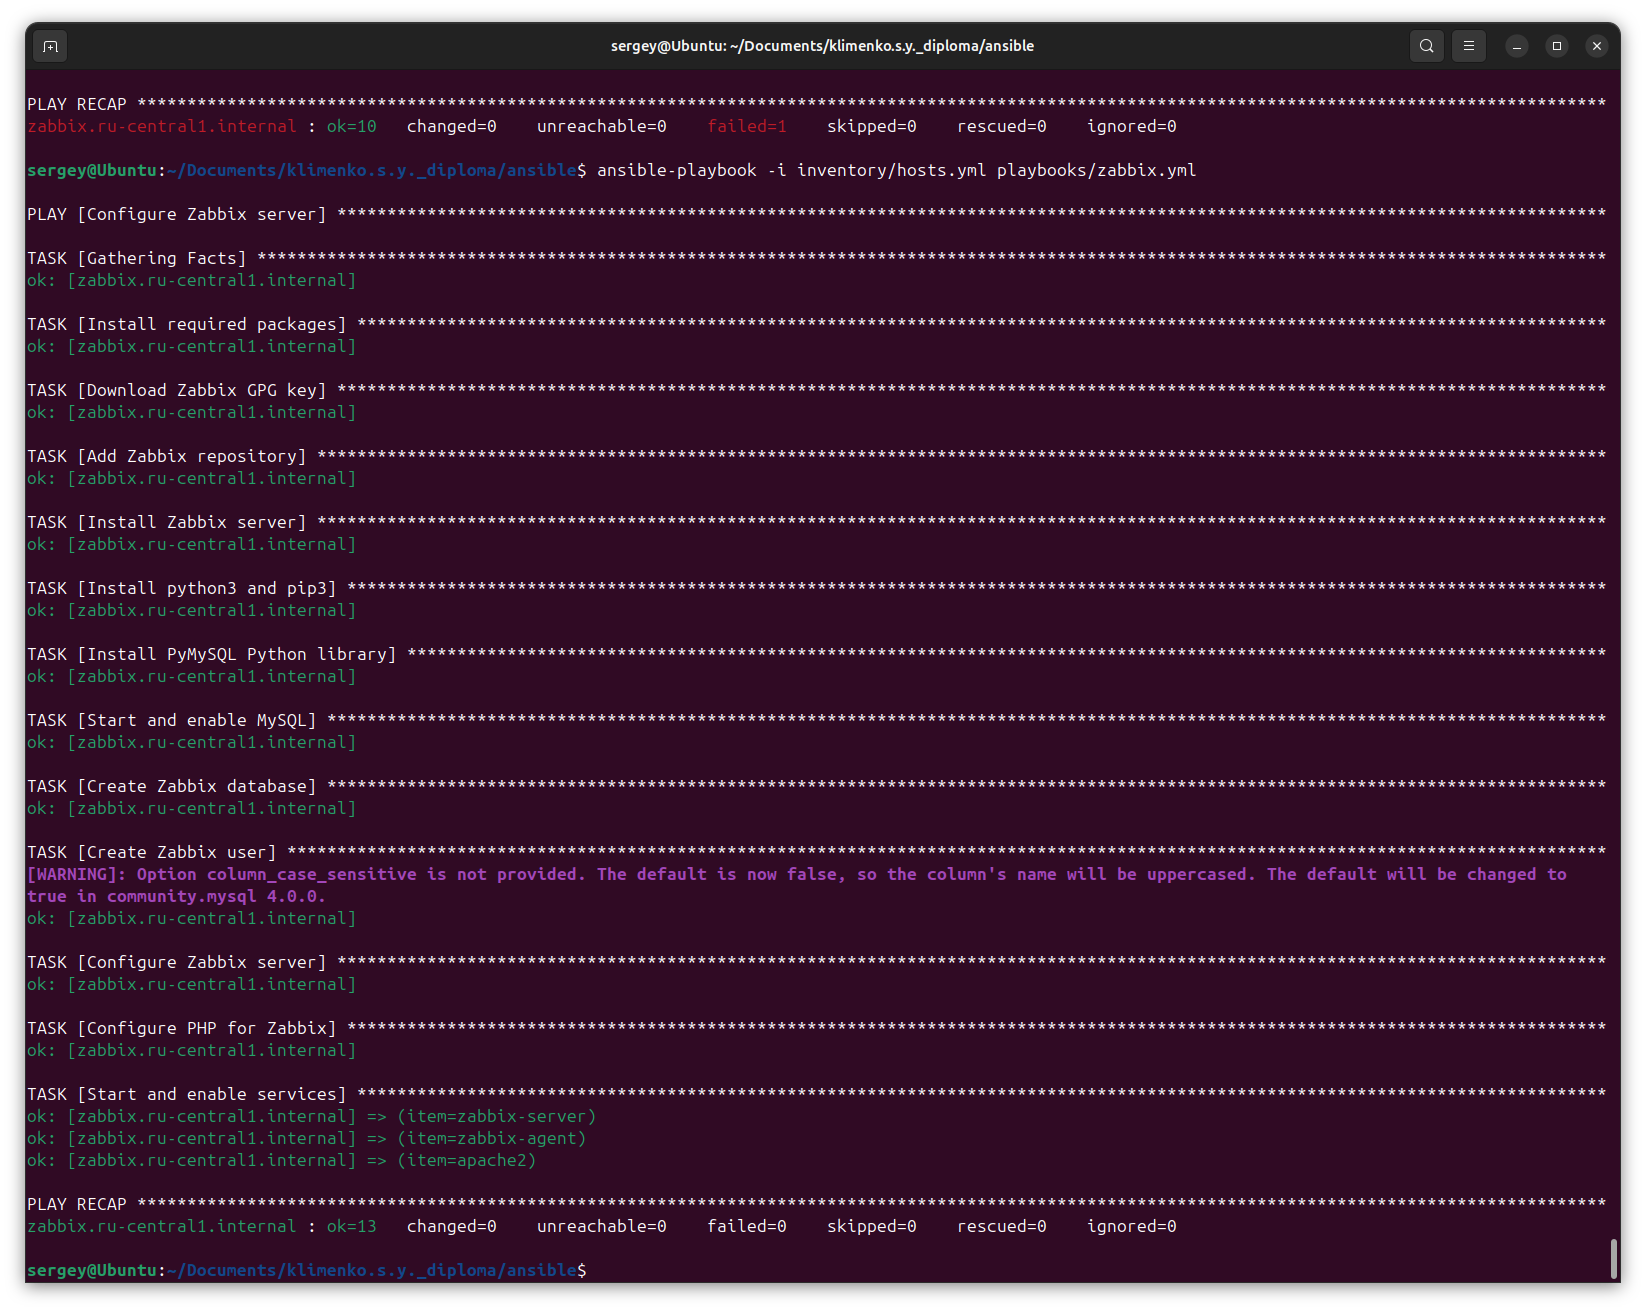 sergey@Ubuntu: ~/Documents/klimenko.s.y._diploma/ansible
PLAY RECAP ***************************************************************************************************************************************************
zabbix.ru-central1.internal : ok=10   changed=0    unreachable=0    failed=1    skipped=0    rescued=0    ignored=0
sergey@Ubuntu:~/Documents/klimenko.s.y._diploma/ansible$ ansible-playbook -i inventory/hosts.yml playbooks/zabbix.yml
PLAY [Configure Zabbix server] *******************************************************************************************************************************
TASK [Gathering Facts] ***************************************************************************************************************************************
ok: [zabbix.ru-central1.internal]
TASK [Install required packages] *****************************************************************************************************************************
ok: [zabbix.ru-central1.internal]
TASK [Download Zabbix GPG key] *******************************************************************************************************************************
ok: [zabbix.ru-central1.internal]
TASK [Add Zabbix repository] *********************************************************************************************************************************
ok: [zabbix.ru-central1.internal]
TASK [Install Zabbix server] *********************************************************************************************************************************
ok: [zabbix.ru-central1.internal]
TASK [Install python3 and pip3] ******************************************************************************************************************************
ok: [zabbix.ru-central1.internal]
TASK [Install PyMySQL Python library] ************************************************************************************************************************
ok: [zabbix.ru-central1.internal]
TASK [Start and enable MySQL] ********************************************************************************************************************************
ok: [zabbix.ru-central1.internal]
TASK [Create Zabbix database] ********************************************************************************************************************************
ok: [zabbix.ru-central1.internal]
TASK [Create Zabbix user] ************************************************************************************************************************************
[WARNING]: Option column_case_sensitive is not provided. The default is now false, so the column's name will be uppercased. The default will be changed to
true in community.mysql 4.0.0.
ok: [zabbix.ru-central1.internal]
TASK [Configure Zabbix server] *******************************************************************************************************************************
ok: [zabbix.ru-central1.internal]
TASK [Configure PHP for Zabbix] ******************************************************************************************************************************
ok: [zabbix.ru-central1.internal]
TASK [Start and enable services] *****************************************************************************************************************************
ok: [zabbix.ru-central1.internal] => (item=zabbix-server)
ok: [zabbix.ru-central1.internal] => (item=zabbix-agent)
ok: [zabbix.ru-central1.internal] => (item=apache2)
PLAY RECAP ***************************************************************************************************************************************************
zabbix.ru-central1.internal : ok=13   changed=0    unreachable=0    failed=0    skipped=0    rescued=0    ignored=0
sergey@Ubuntu:~/Documents/klimenko.s.y._diploma/ansible$